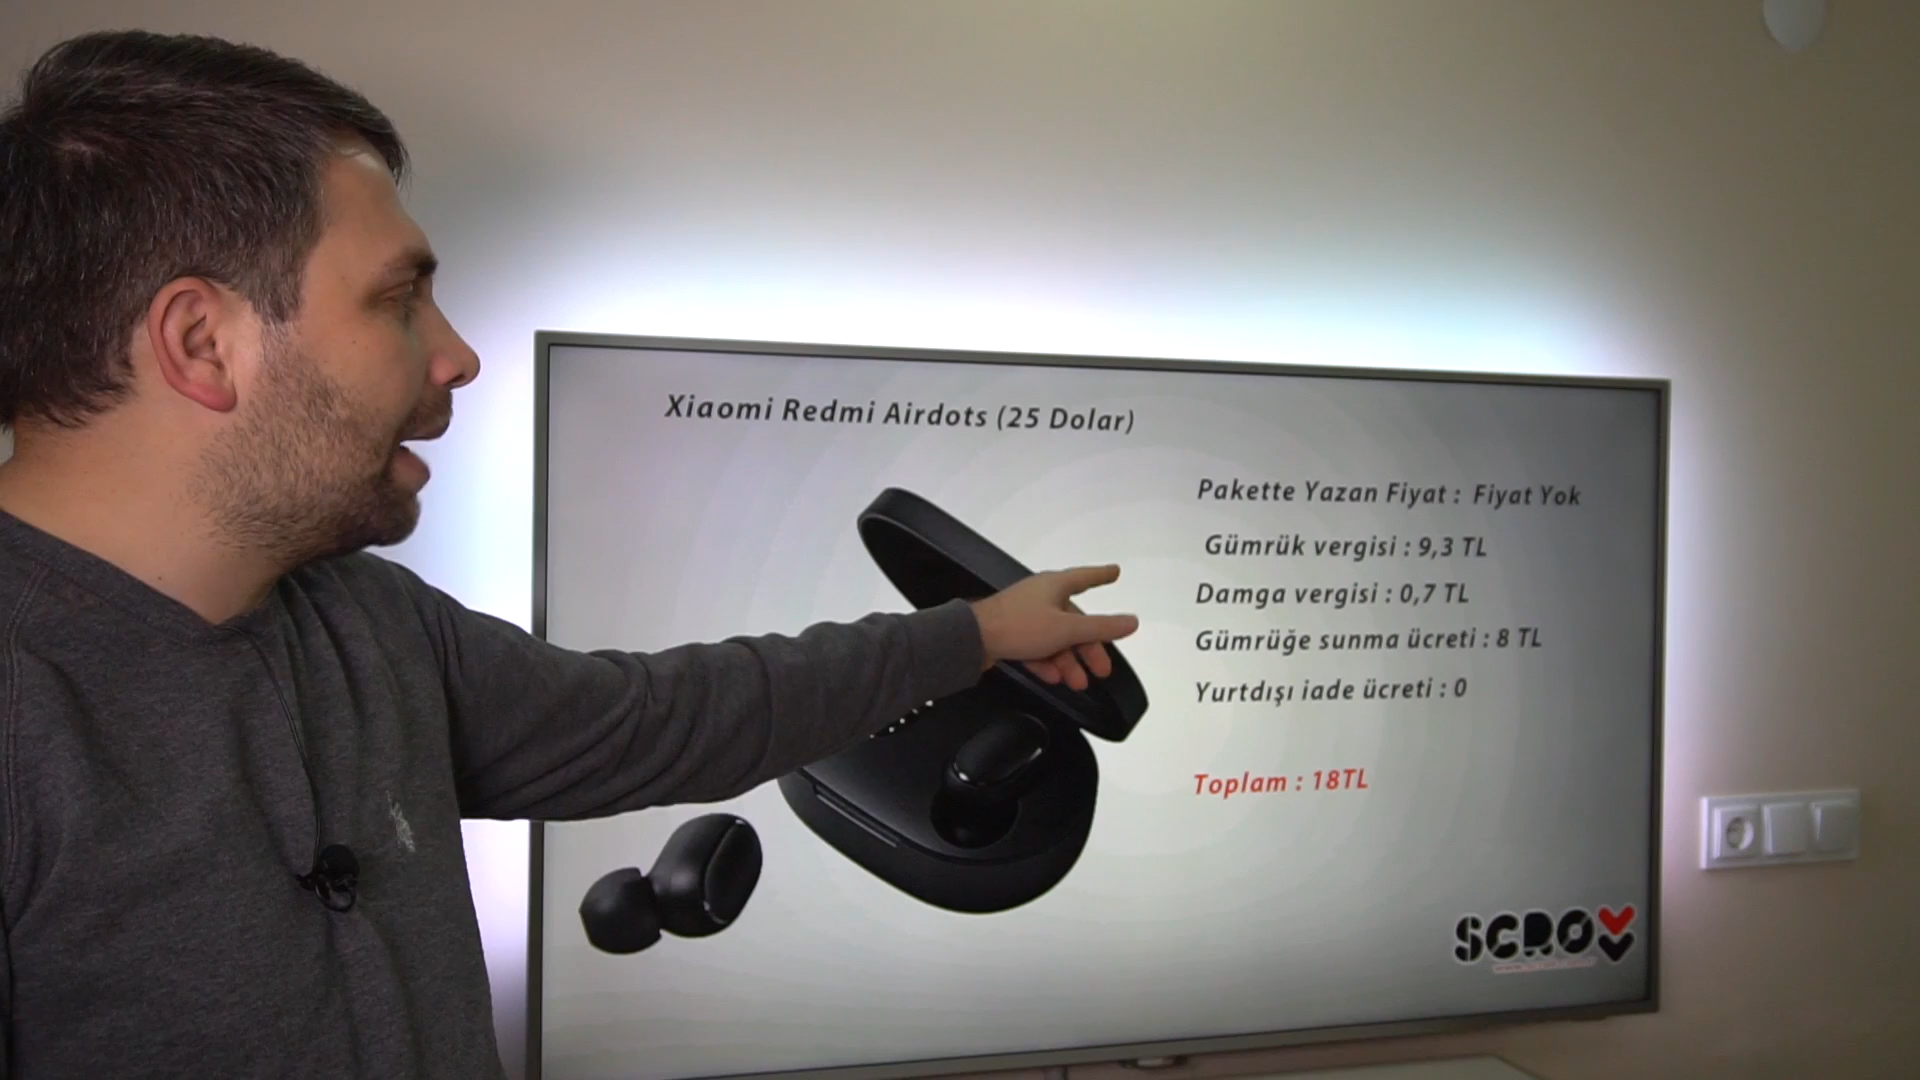 Xiaomi Redmi Airdots (25 Dolar)
Pakette Yazan Fiyat : Fiyat Yok
Gümrük vergisi : 9,3 TL
Damga vergisi : 0,7 TL
Gümrüğe sunma ücreti : 8 TL
Yurtdışı iade ücreti : 0
Toplam : 18TL
SCRO